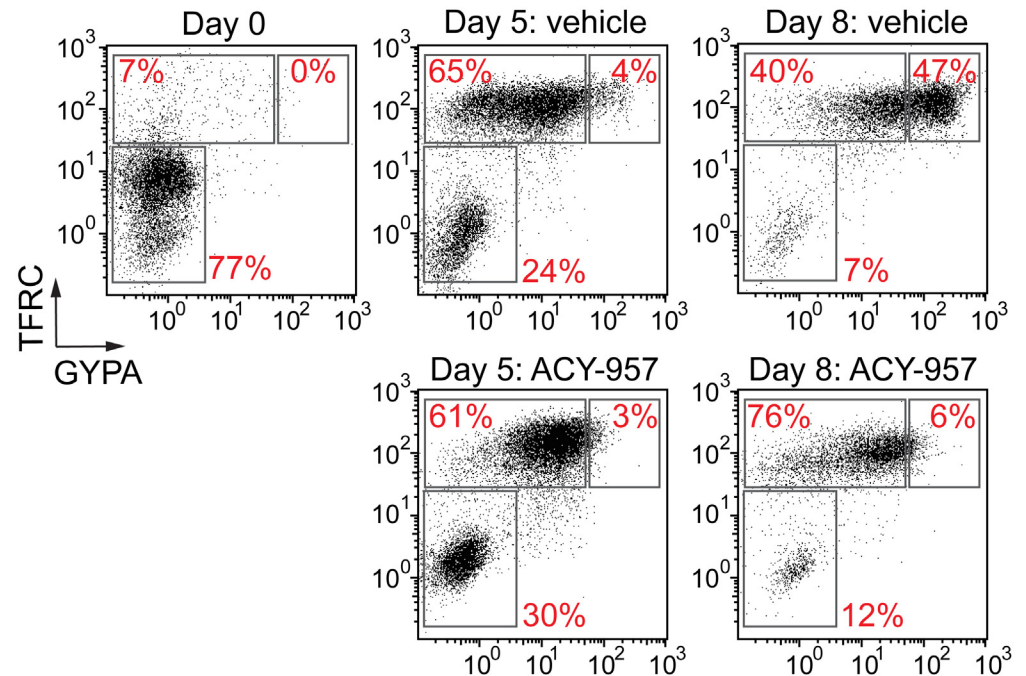 Day 0
Day 5: vehicle
Day 8: vehicle
10³
10²
10¹
10⁰
7%
0%
77%
10⁰ 10¹ 10² 10³
10³
10²
10¹
10⁰
65%
4%
24%
10⁰ 10¹ 10² 10³
10³
10²
10¹
10⁰
40%
47%
7%
10⁰ 10¹ 10² 10³
TFRC
GYPA
Day 5: ACY-957
Day 8: ACY-957
10³
10²
10¹
10⁰
61%
3%
30%
10⁰ 10¹ 10² 10³
10³
10²
10¹
10⁰
76%
6%
12%
10⁰ 10¹ 10² 10³